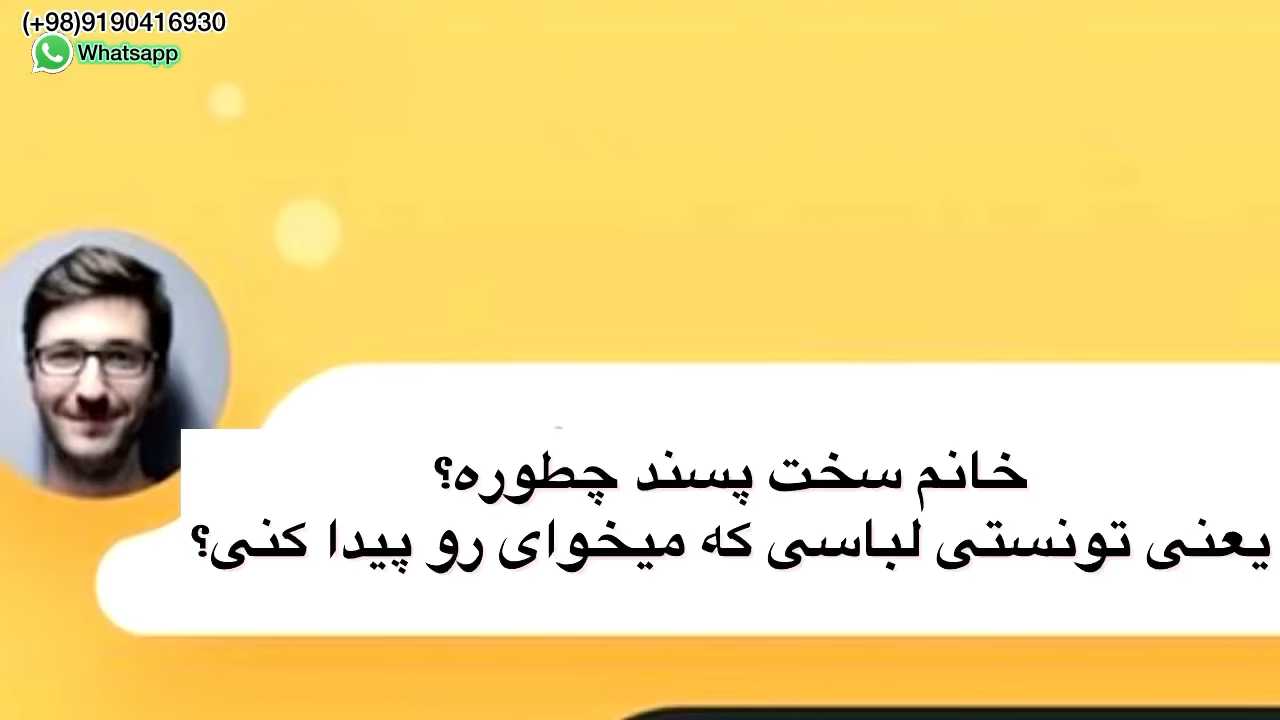 (+98)9190416930
Whatsapp
خانم سخت پسند چطوره؟
یعنی تونستی لباسی که میخوای رو پیدا کنی؟